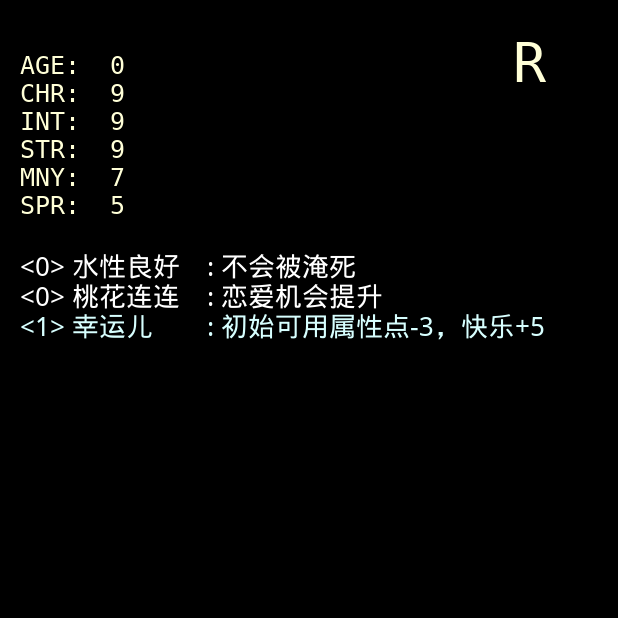 R
AGE: 0
CHR: 9
INT: 9
STR: 9
MNY: 7
SPR: 5
<0> 水性良好 : 不会被淹死
<0> 桃花连连 : 恋爱机会提升
<1> 幸运儿 : 初始可用属性点-3，快乐+5